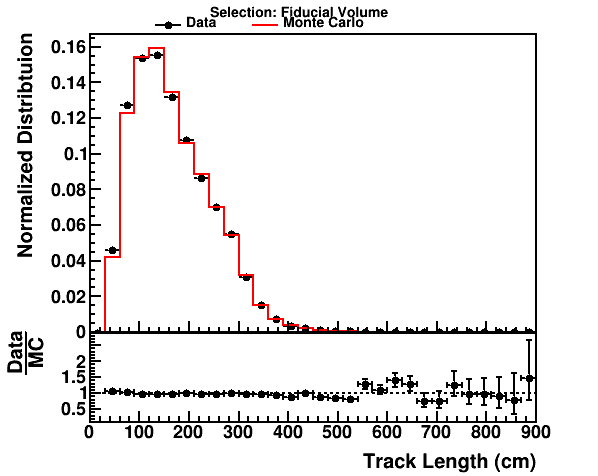 Selection: Fiducial Volume
Data Monte Carlo
Normalized Distribtuion
0.16
0.14
0.12
0.1
0.08
0.06
0.04
0.02
0
Data
MC
2
1.5
1
0.5
0 100 200 300 400 500 600 700 800 900
Track Length (cm)